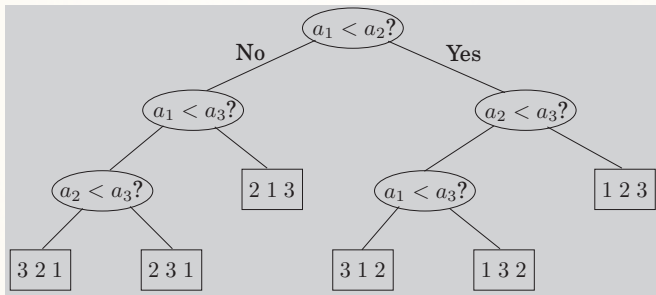 a₁ < a₂?
No Yes
a₁ < a₃? a₂ < a₃?
a₂ < a₃? 2 1 3 a₁ < a₃? 1 2 3
3 2 1 2 3 1 3 1 2 1 3 2